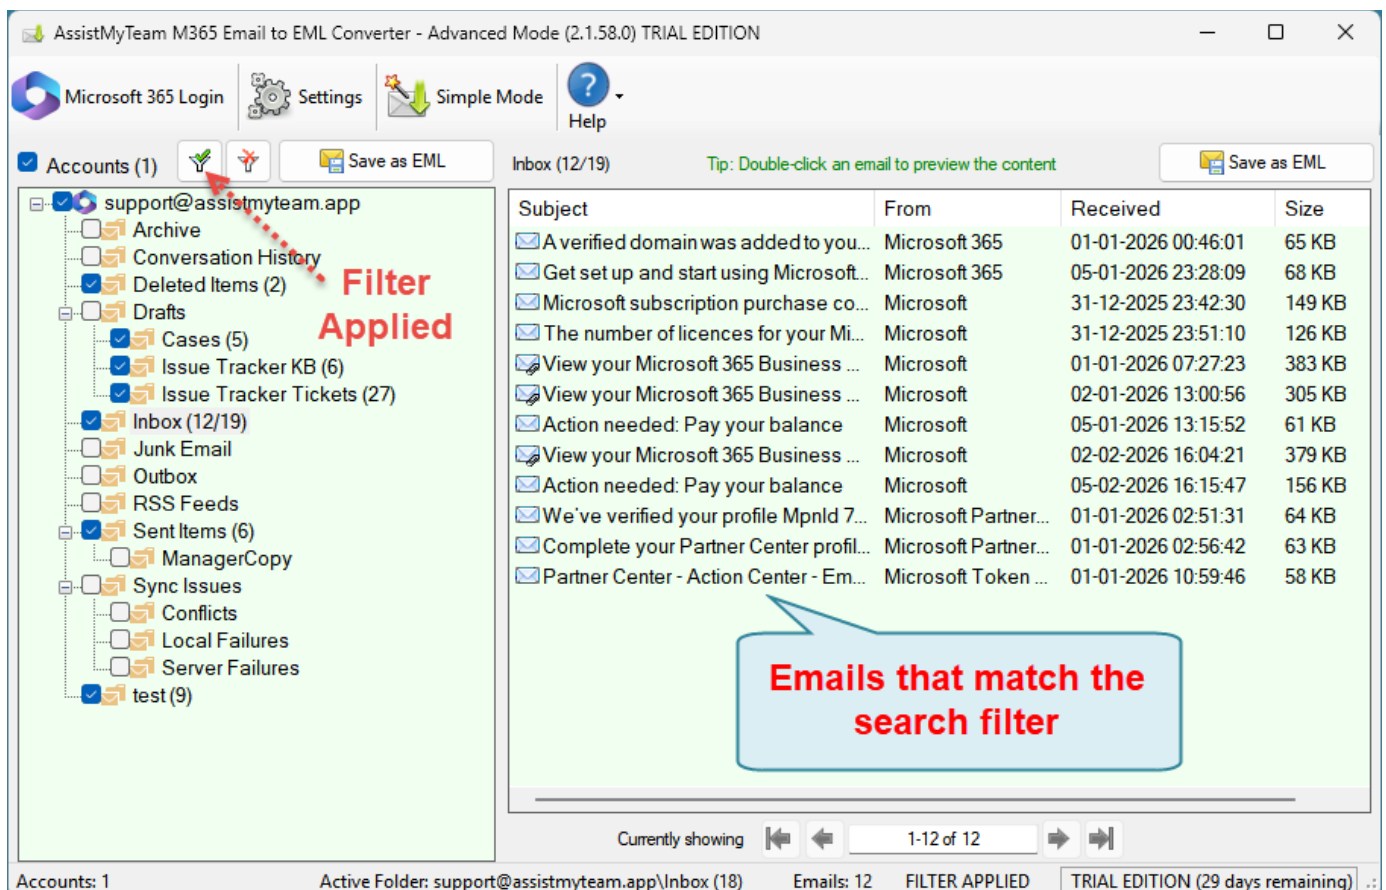 AssistMyTeam M365 Email to EML Converter - Advanced Mode (2.1.58.0) TRIAL EDITION
Microsoft 365 Login
Settings
Simple Mode
Help
Accounts (1)
Save as EML
Inbox (12/19)
Tip: Double-click an email to preview the content
Save as EML
support@assistmyteam.app
Archive
Conversation History
Deleted Items (2)
Drafts
Cases (5)
Issue Tracker KB (6)
Issue Tracker Tickets (27)
Inbox (12/19)
Junk Email
Outbox
RSS Feeds
Sent Items (6)
ManagerCopy
Sync Issues
Conflicts
Local Failures
Server Failures
test (9)
Filter
Applied
Subject From Received Size
A verified domain was added to you... Microsoft 365 01-01-2026 00:46:01 65 KB
Get set up and start using Microsoft... Microsoft 365 05-01-2026 23:28:09 68 KB
Microsoft subscription purchase co... Microsoft 31-12-2025 23:42:30 149 KB
The number of licences for your Mi... Microsoft 31-12-2025 23:51:10 126 KB
View your Microsoft 365 Business ... Microsoft 01-01-2026 07:27:23 383 KB
View your Microsoft 365 Business ... Microsoft 02-01-2026 13:00:56 305 KB
Action needed: Pay your balance Microsoft 05-01-2026 13:15:52 61 KB
View your Microsoft 365 Business ... Microsoft 02-02-2026 16:04:21 379 KB
Action needed: Pay your balance Microsoft 05-02-2026 16:15:47 156 KB
We've verified your profile MpnId 7... Microsoft Partner... 01-01-2026 02:51:31 64 KB
Complete your Partner Center profil... Microsoft Partner... 01-01-2026 02:56:42 63 KB
Partner Center - Action Center - Em... Microsoft Token ... 01-01-2026 10:59:46 58 KB
Emails that match the
search filter
Currently showing 1-12 of 12
Accounts: 1 Active Folder: support@assistmyteam.app\Inbox (18) Emails: 12 FILTER APPLIED TRIAL EDITION (29 days remaining)